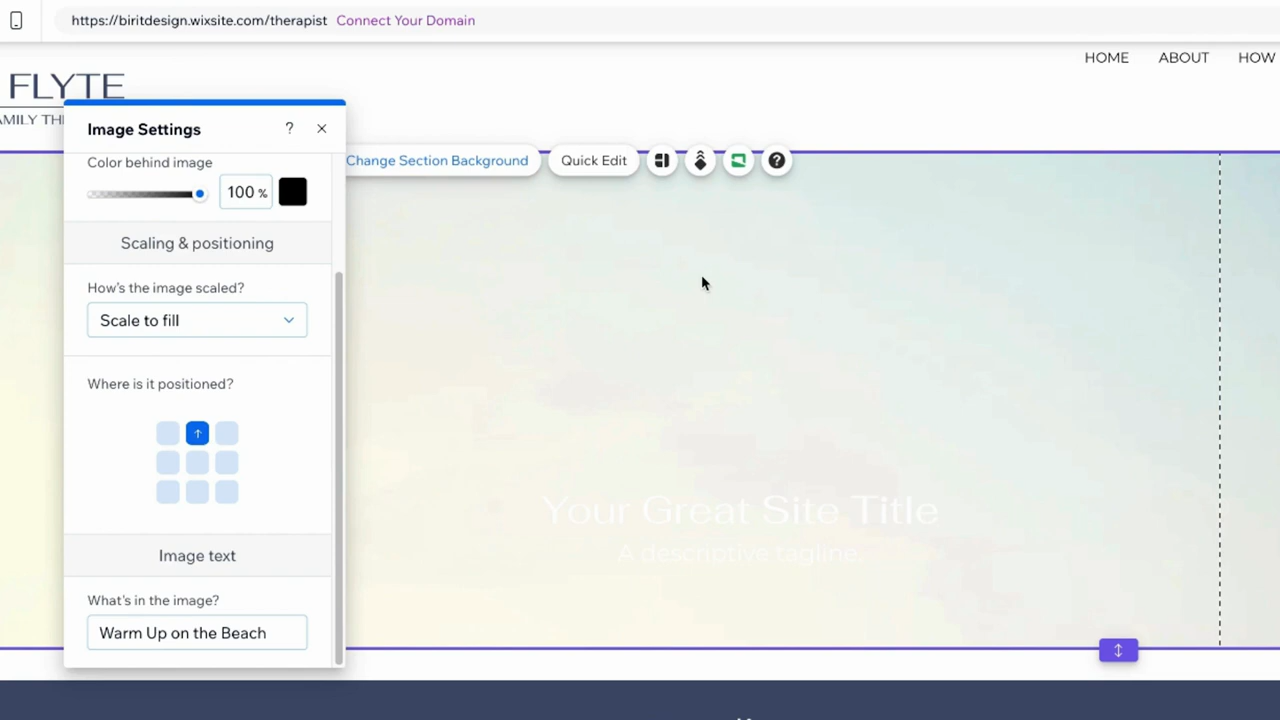 https://biritdesign.wixsite.com/therapist Connect Your Domain
HOME ABOUT HOW
FLYTE
AMILY THE
Image Settings ? ×
Change Section Background Quick Edit ?
Color behind image
100 %
Scaling & positioning
How's the image scaled?
Scale to fill
Where is it positioned?
Your Great Site Title
A descriptive tagline.
Image text
What's in the image?
Warm Up on the Beach